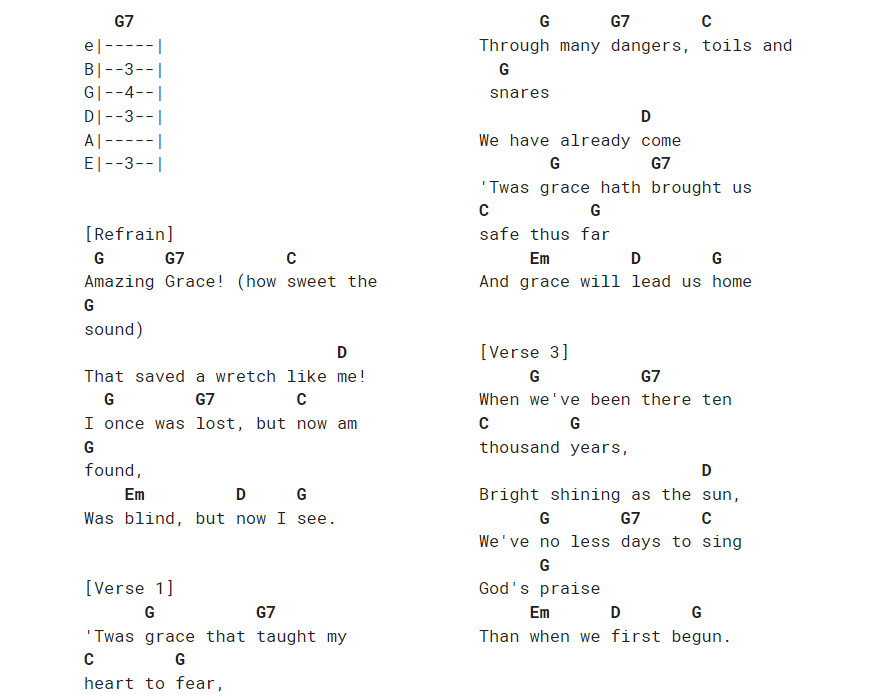 G7
e|-----|
B|--3--|
G|--4--|
D|--3--|
A|-----|
E|--3--|
[Refrain]
 G      G7          C
Amazing Grace! (how sweet the
G
sound)
                         D
That saved a wretch like me!
  G        G7        C
I once was lost, but now am
G
found,
    Em         D     G
Was blind, but now I see.
[Verse 1]
      G          G7
'Twas grace that taught my
C        G
heart to fear,
      G      G7       C
Through many dangers, toils and
  G
 snares
                D
We have already come
       G         G7
'Twas grace hath brought us
C          G
safe thus far
     Em        D       G
And grace will lead us home
[Verse 3]
     G          G7
When we've been there ten
C        G
thousand years,
                      D
Bright shining as the sun,
      G       G7      C
We've no less days to sing
      G
God's praise
     Em      D       G
Than when we first begun.